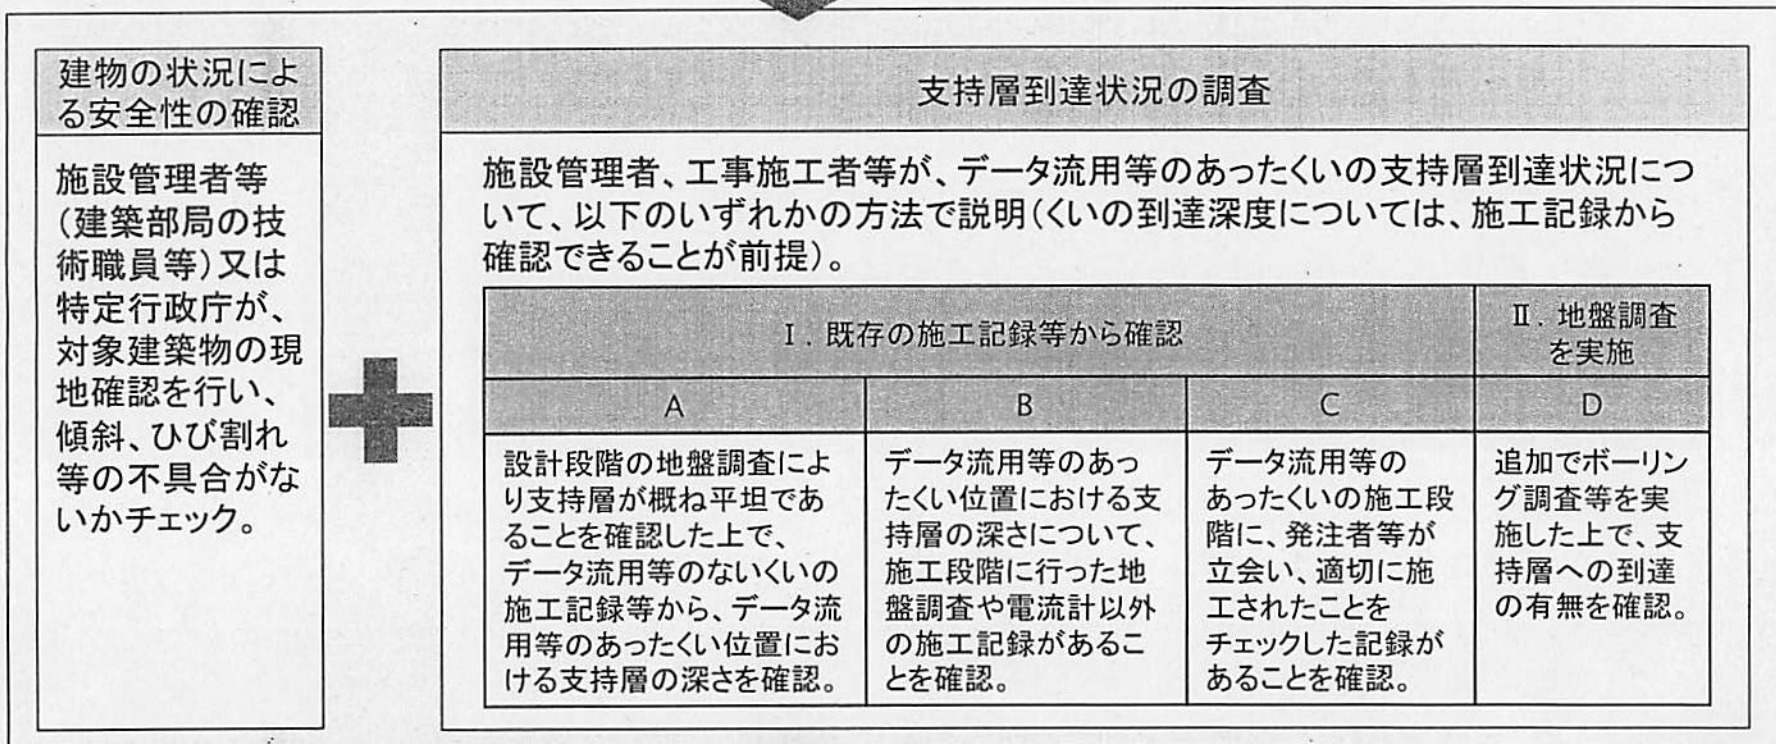 建物の状況によ
る安全性の確認
施設管理者等
（建築部局の技
術職員等）又は
特定行政庁が、
対象建築物の現
地確認を行い、
傾斜、ひび割れ
等の不具合がな
いかチェック。
支持層到達状況の調査
施設管理者、工事施工者等が、データ流用等のあったくいの支持層到達状況につ
いて、以下のいずれかの方法で説明（くいの到達深度については、施工記録から
確認できることが前提）。
Ⅰ．既存の施工記録等から確認
Ⅱ．地盤調査
を実施
A
B
C
D
設計段階の地盤調査によ
り支持層が概ね平坦であ
ることを確認した上で、
データ流用等のないくいの
施工記録等から、データ流
用等のあったくい位置にお
ける支持層の深さを確認。
データ流用等のあっ
たくい位置における支
持層の深さについて、
施工段階に行った地
盤調査や電流計以外
の施工記録があるこ
とを確認。
データ流用等の
あったくいの施工段
階に、発注者等が
立会い、適切に施
工されたことを
チェックした記録が
あることを確認。
追加でボーリン
グ調査等を実
施した上で、支
持層への到達
の有無を確認。